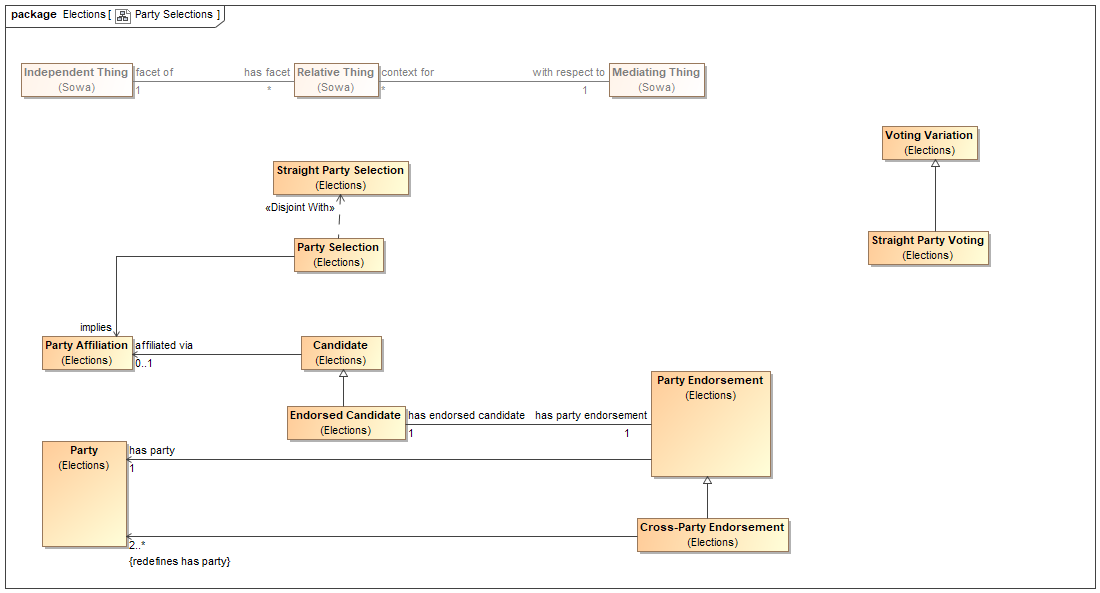 package Elections [ Party Selections ]
Independent Thing
(Sowa)
facet of
1
has facet
*
Relative Thing
(Sowa)
context for
*
with respect to
1
Mediating Thing
(Sowa)
Voting Variation
(Elections)
Straight Party Selection
(Elections)
«Disjoint With»
Party Selection
(Elections)
Straight Party Voting
(Elections)
implies
Party Affiliation
(Elections)
affiliated via
0..1
Candidate
(Elections)
Party Endorsement
(Elections)
Endorsed Candidate
(Elections)
has endorsed candidate
1
has party endorsement
1
Party
(Elections)
has party
1
Cross-Party Endorsement
(Elections)
2..*
{redefines has party}